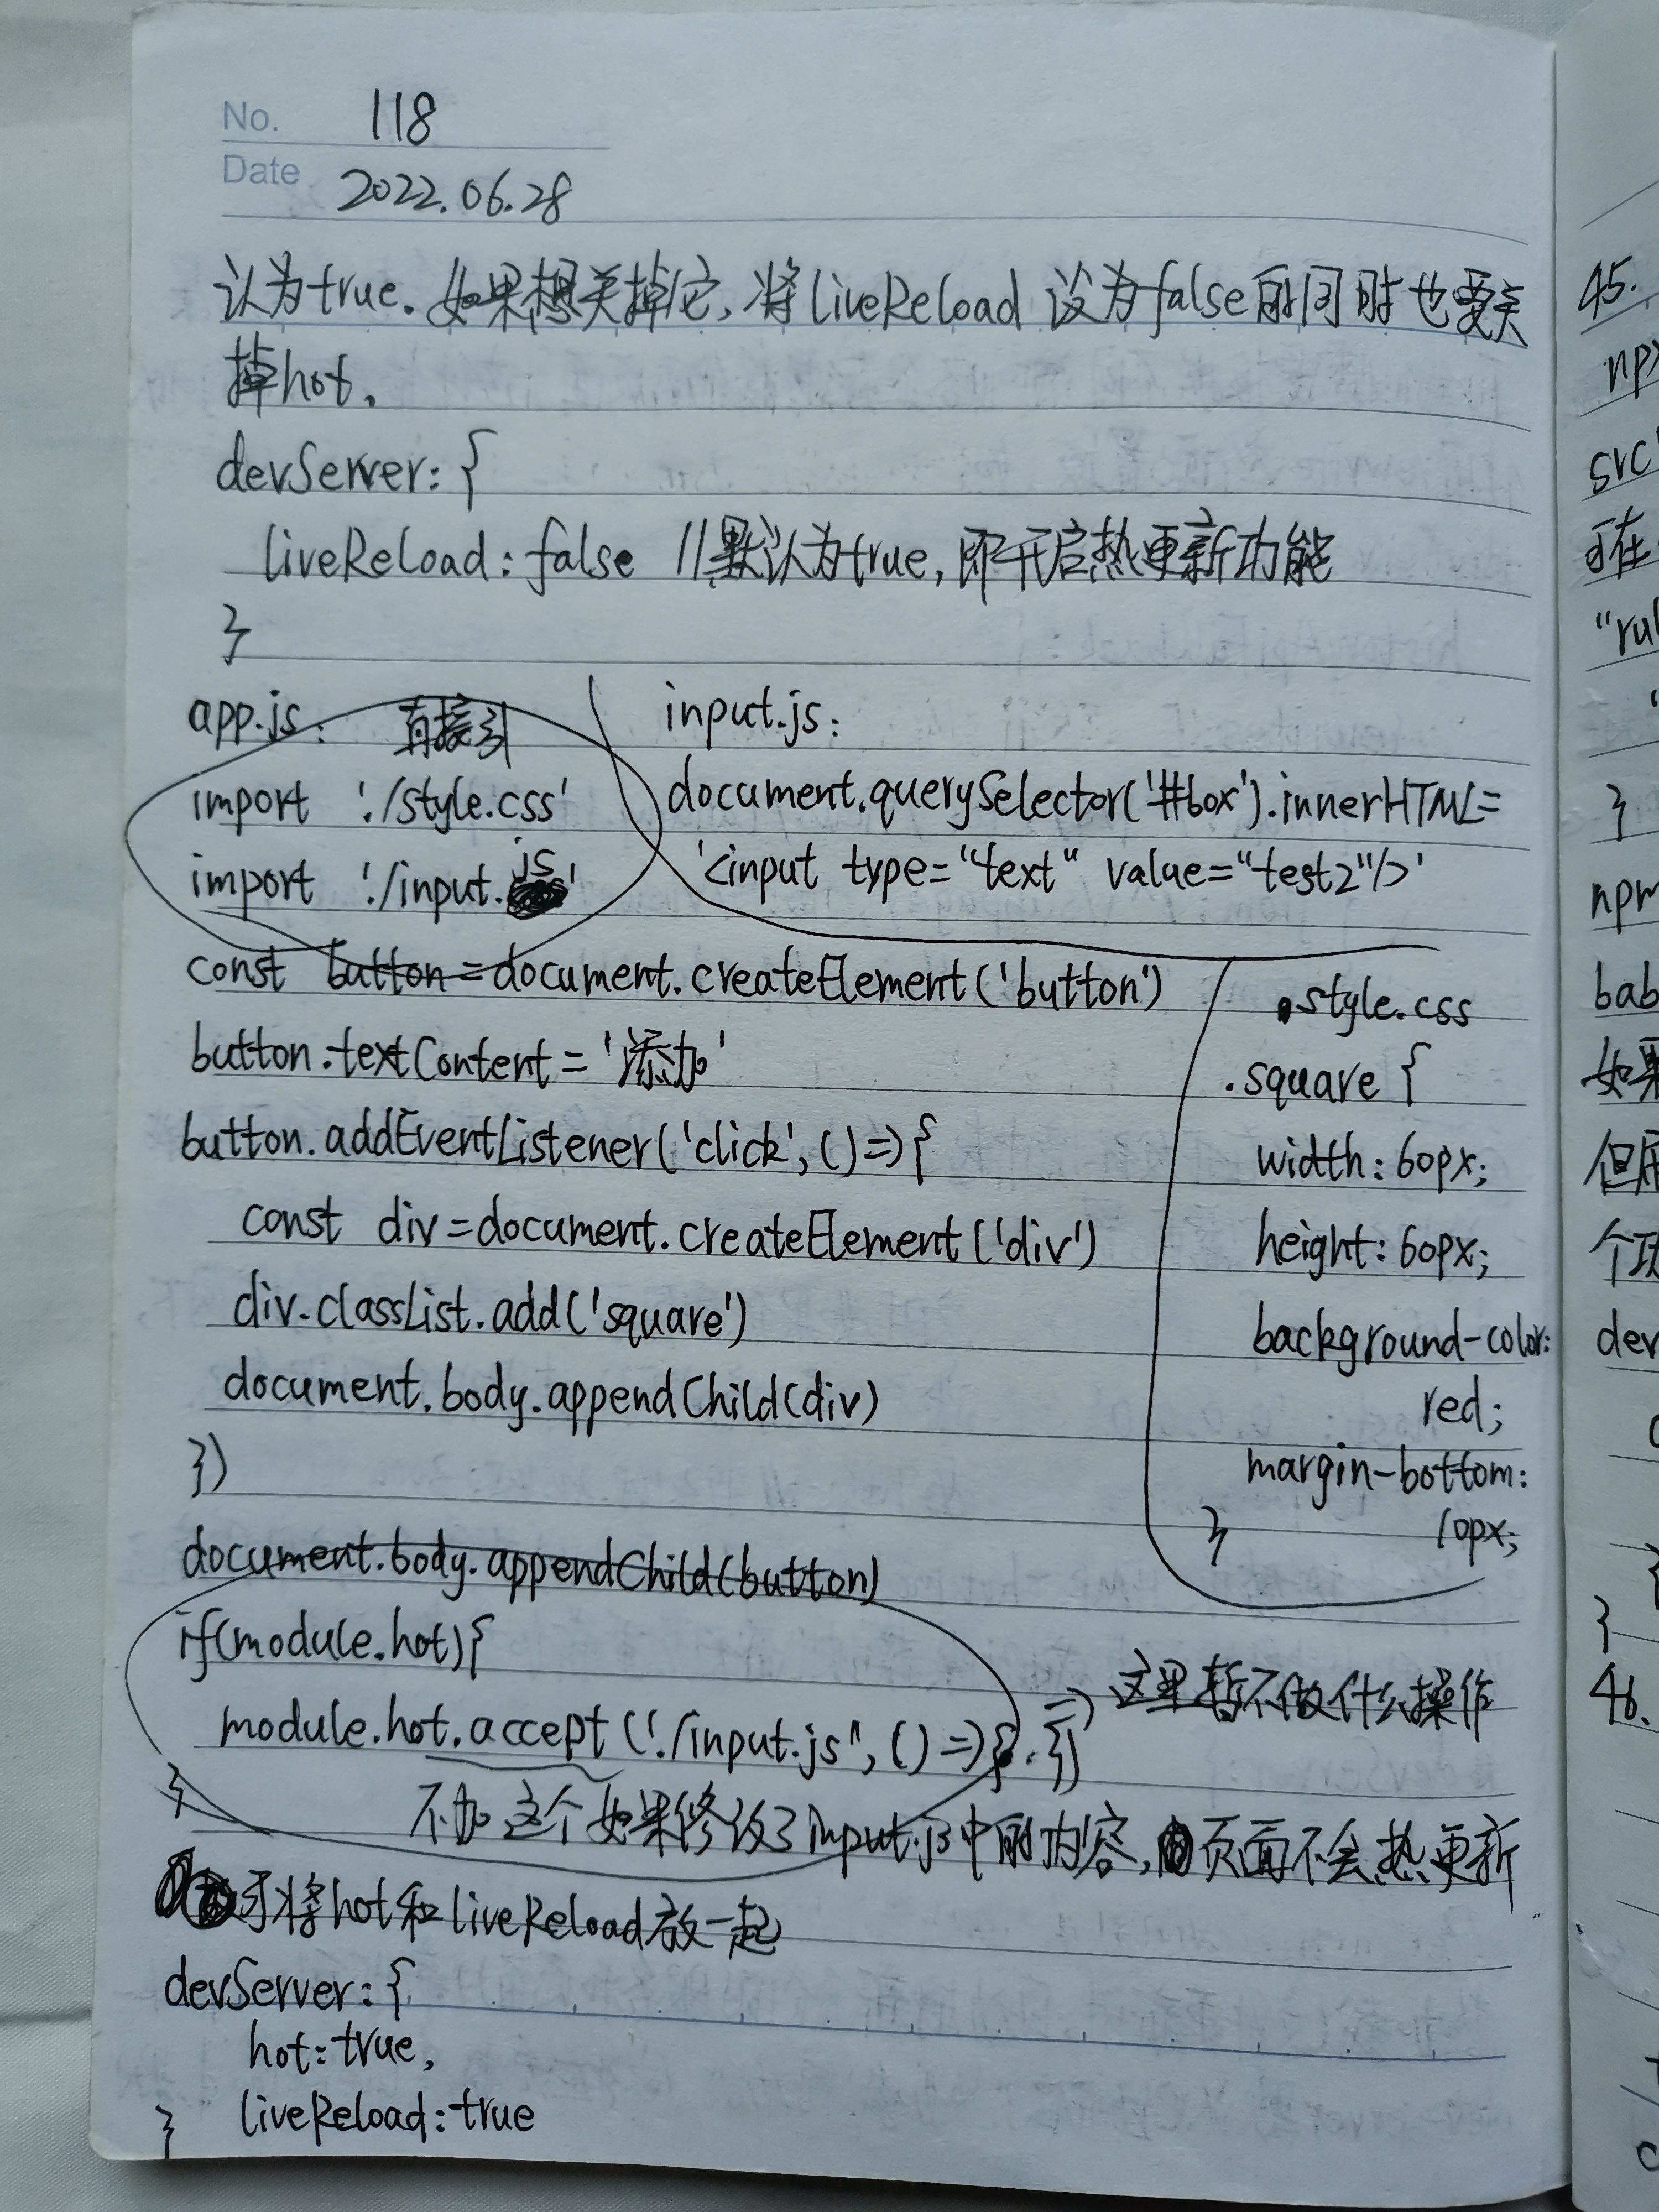 No. 118
Date 2022.06.28
认为true.如果想关掉它,将liveReload 设为false的同时也要关
掉hot.
devServer:{
liveReload:false //默认为true,即开启热更新功能
}
app.js: 直接引
import './style.css'
import './input.js'
input.js:
document.querySelector('#box').innerHTML=
'<input type="text" value="test2"/>'
const button=document.createElement('button')
button.textContent='添加'
button.addEventListener('click',()=>{
const div=document.createElement('div')
div.classList.add('square')
document.body.appendChild(div)
})
document.body.appendChild(button)
.style.css
.square {
width:60px;
height:60px;
background-color:
red;
margin-bottom:
10px;
}
if(module.hot){
module.hot.accept('./input.js",()=>{.})
=> 这里暂不做什么操作
}
不加这个如果修改了input.js中的内容,页面不会热更新
可将hot和liveReload放一起
devServer:{
hot:true,
liveReload:true
}
45.
npx
src
可在
"rul
}
npm
bab
如果
但用
个项
dev
}
46.